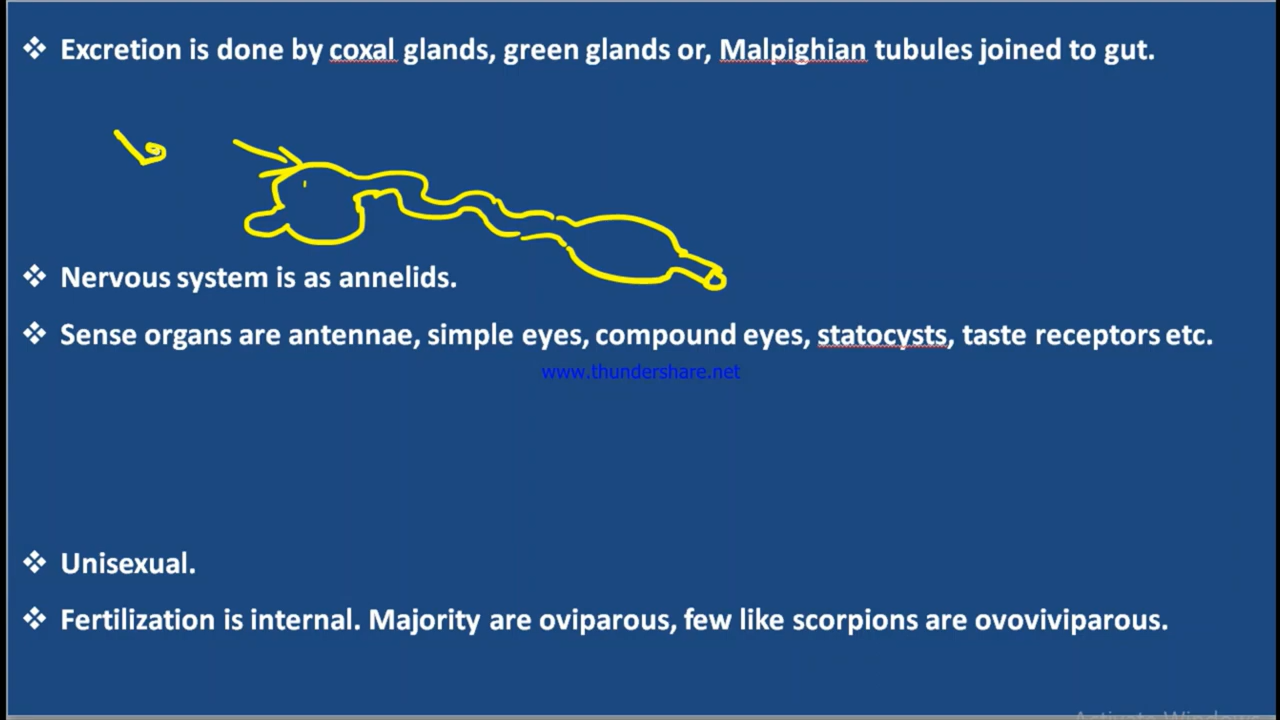 ❖ Excretion is done by coxal glands, green glands or, Malpighian tubules joined to gut.
❖ Nervous system is as annelids.
❖ Sense organs are antennae, simple eyes, compound eyes, statocysts, taste receptors etc.
www.thundershare.net
❖ Unisexual.
❖ Fertilization is internal. Majority are oviparous, few like scorpions are ovoviviparous.
Activate Windows